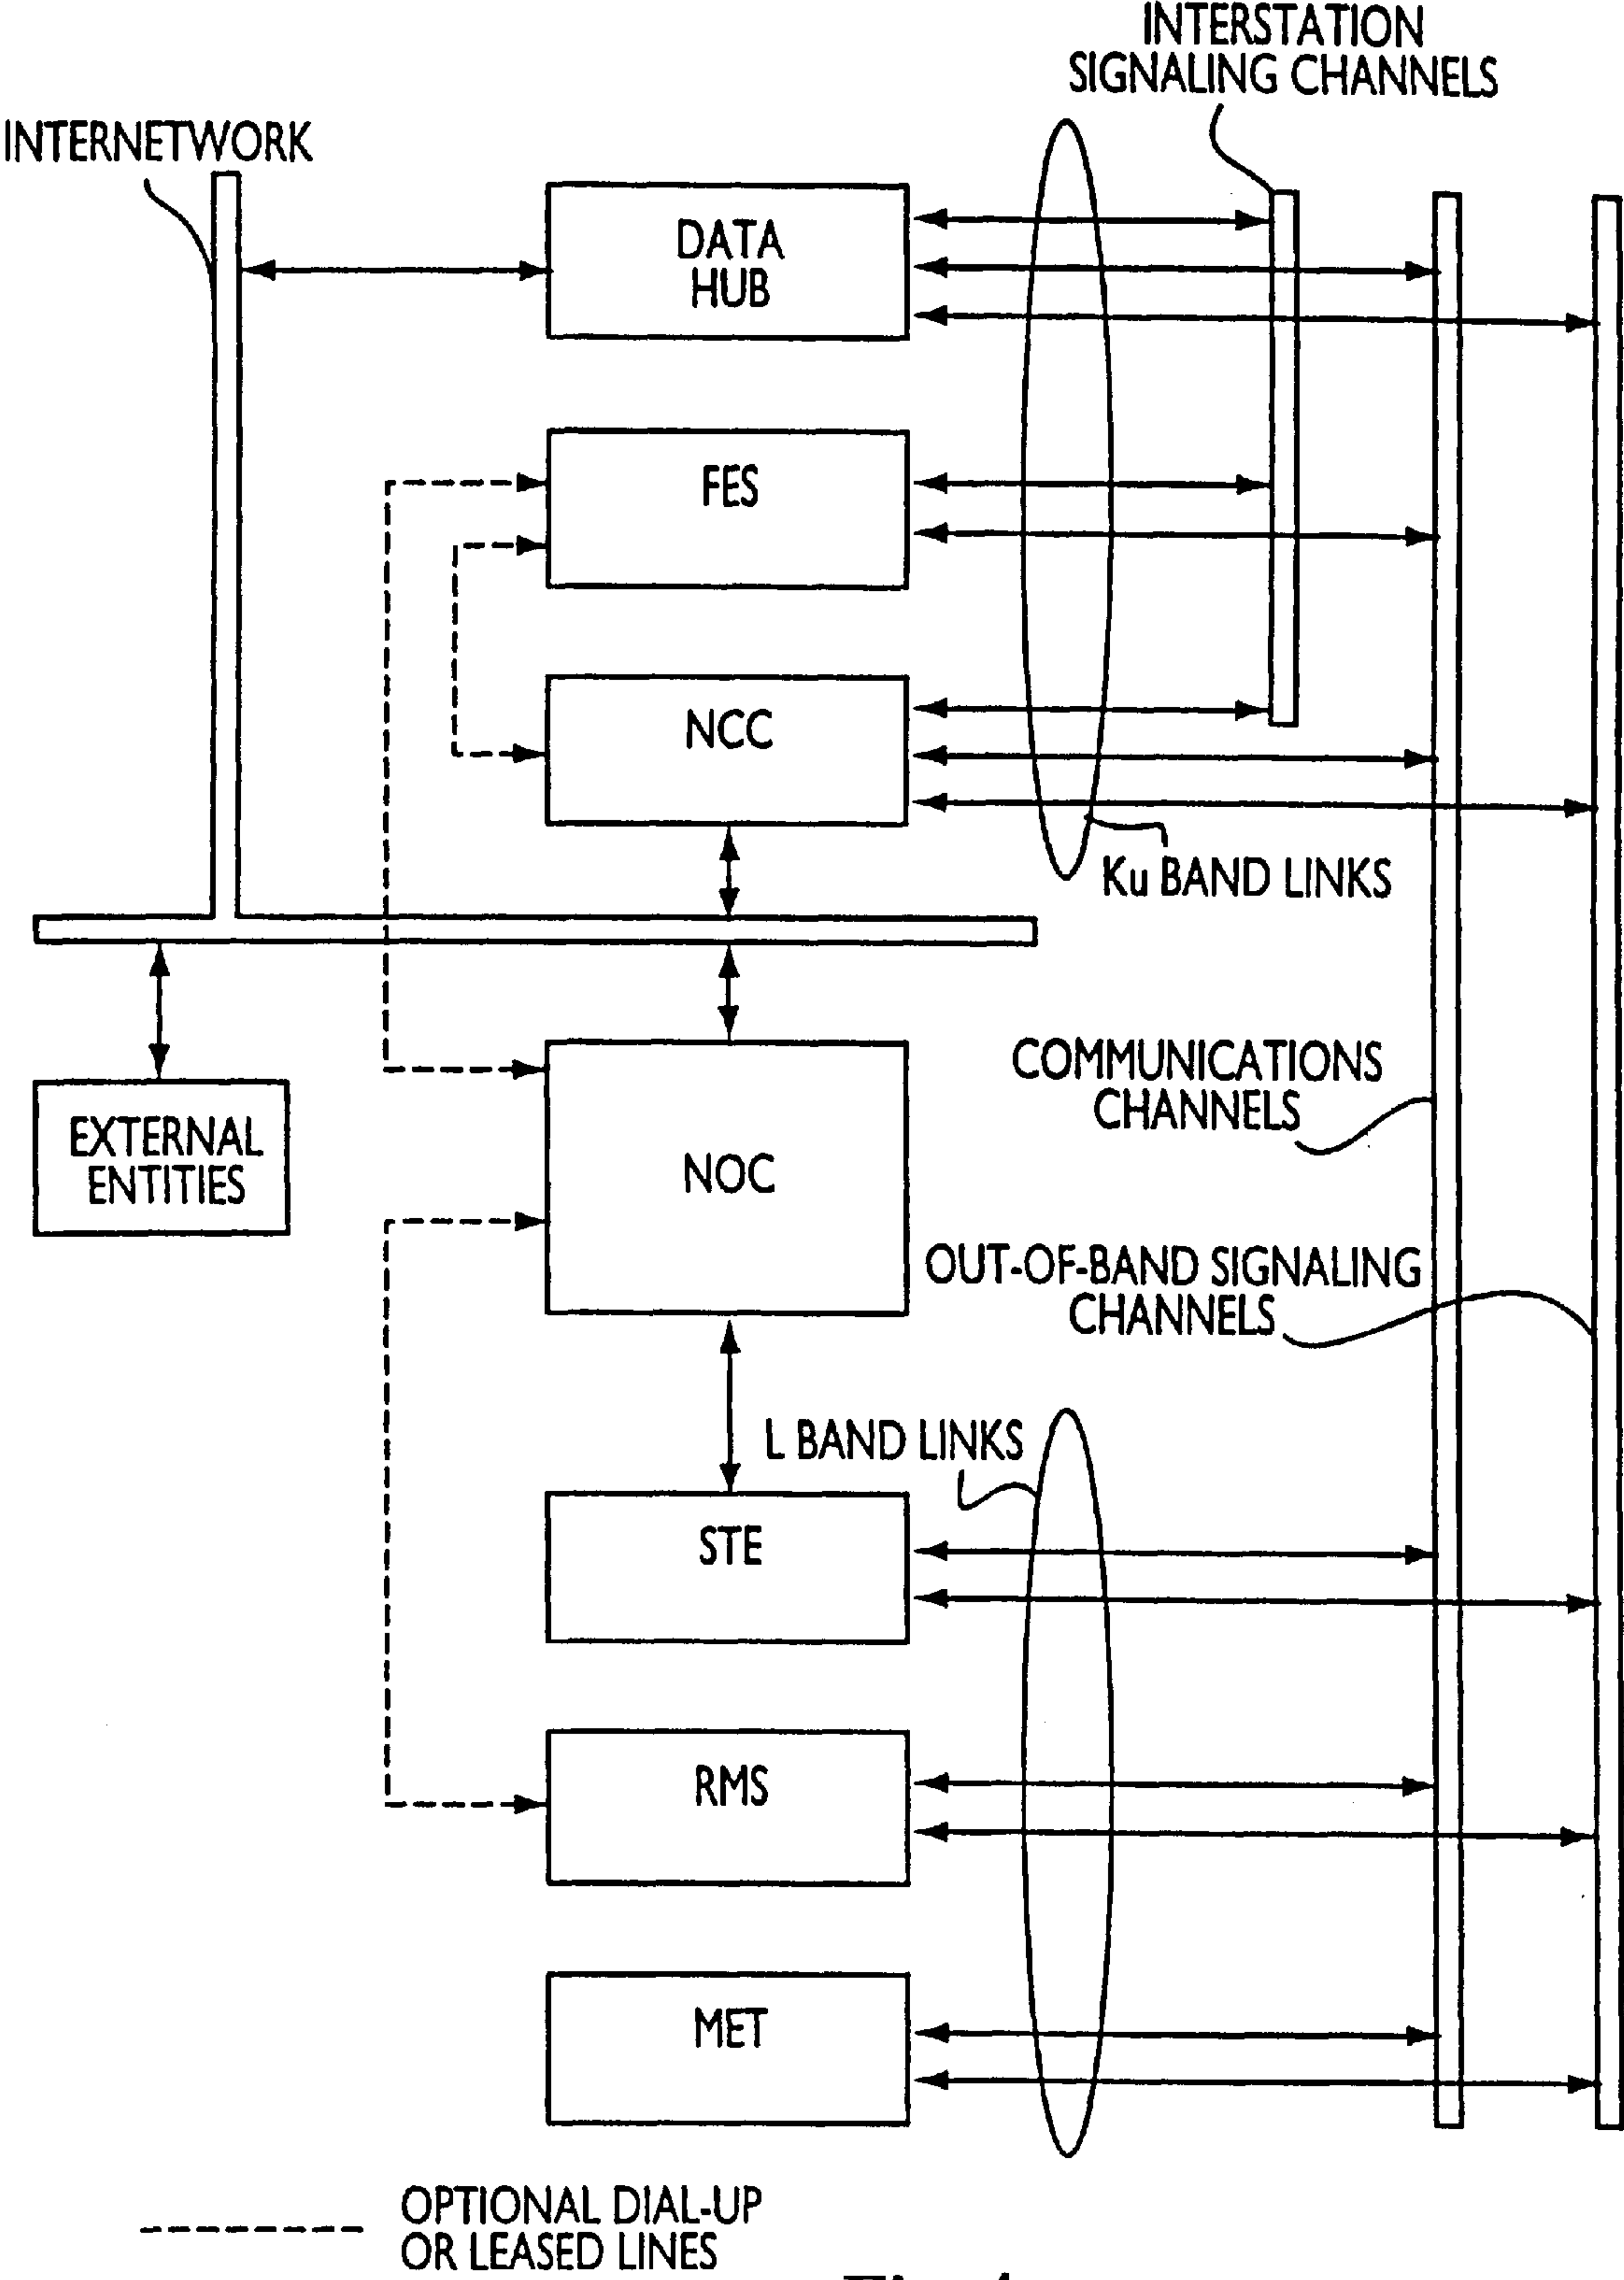 INTERSTATION
SIGNALING CHANNELS
INTERNETWORK
DATA
HUB
FES
NCC
Ku BAND LINKS
COMMUNICATIONS
CHANNELS
EXTERNAL
ENTITIES
NOC
OUT-OF-BAND SIGNALING
CHANNELS
L BAND LINKS
STE
RMS
MET
OPTIONAL DIAL-UP
OR LEASED LINES